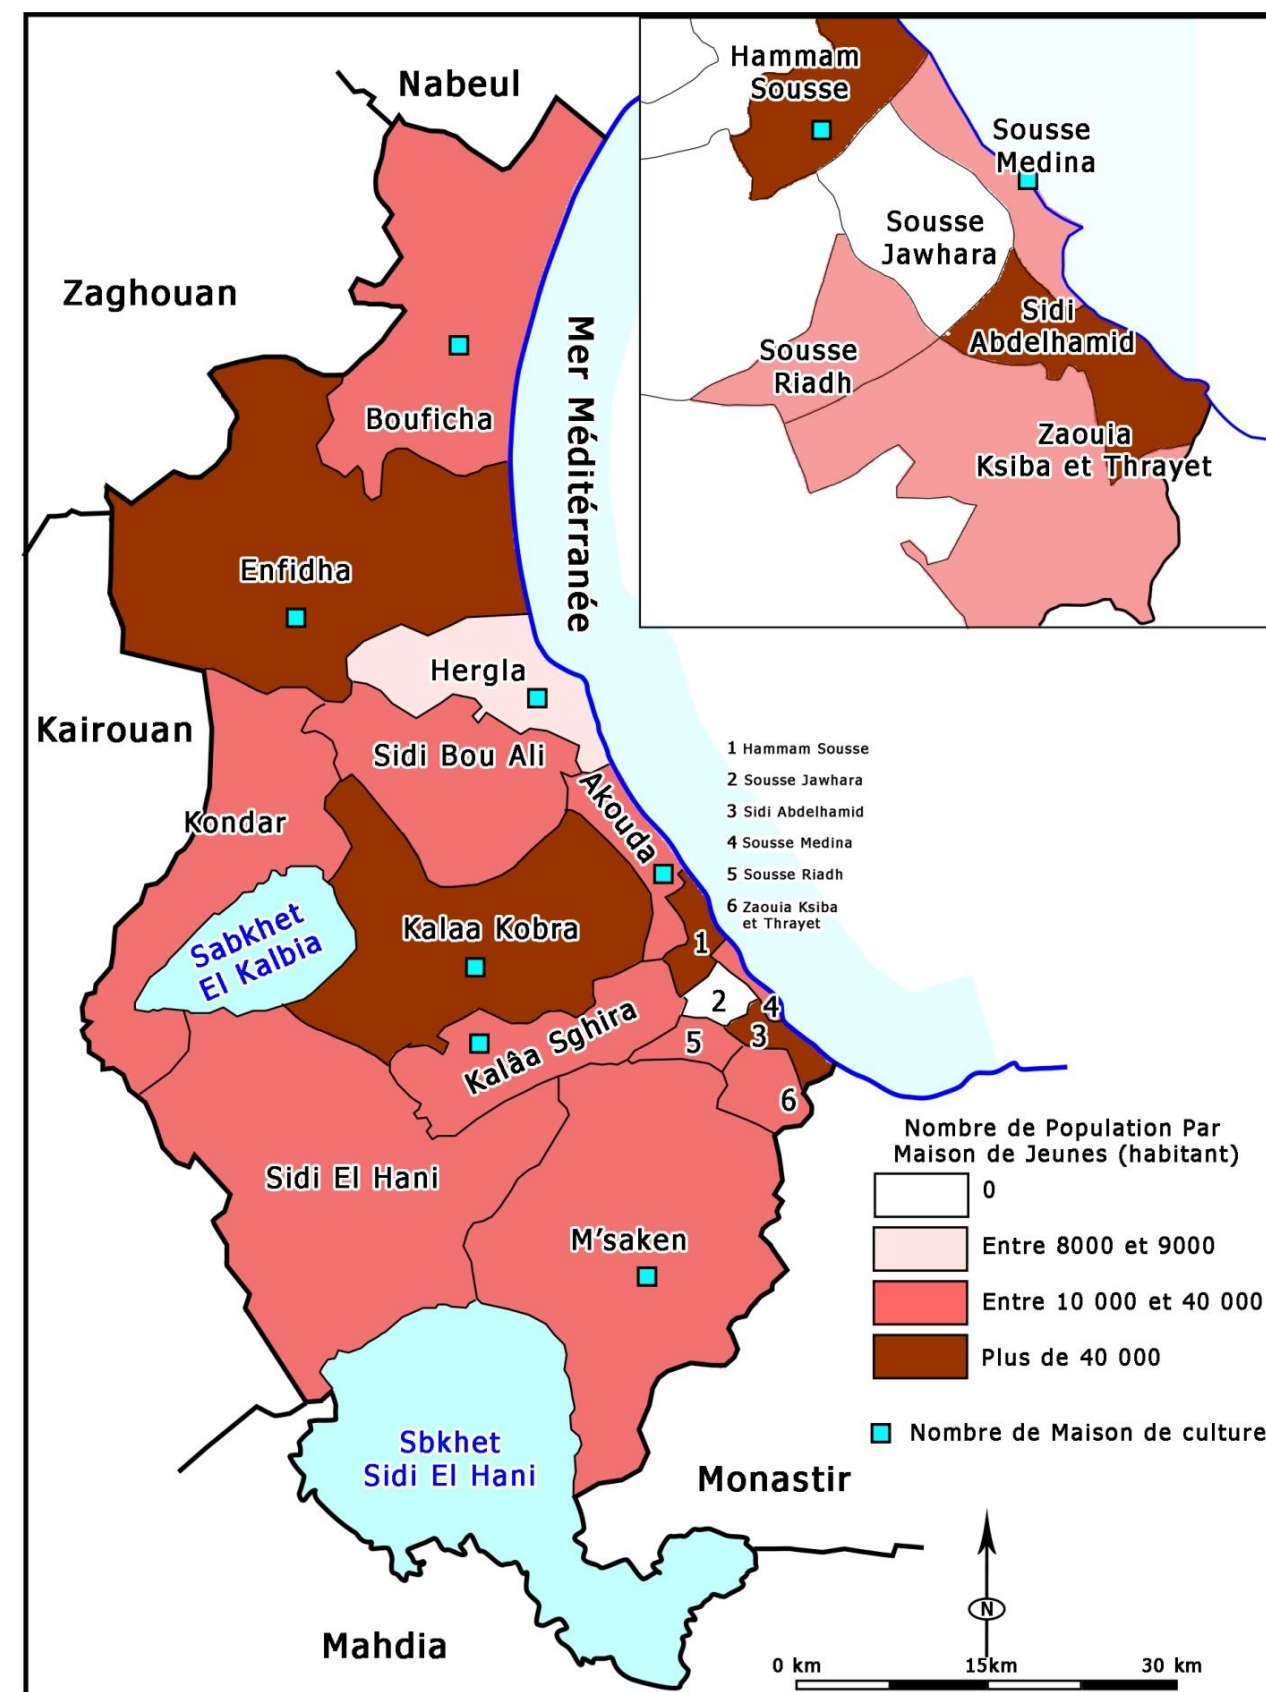 Nabeul
Zaghouan
Bouficha
Mer Méditérranée
Enfidha
Hergla
Kairouan
Sidi Bou Ali
Akouda
Kondar
Sabkhet
El Kalbia
Kalaa Kobra
Kalâa Sghira
1
2
4
3
5
6
Sidi El Hani
M'saken
Sbkhet
Sidi El Hani
Monastir
Mahdia
Hammam
Sousse
Sousse
Medina
Sousse
Jawhara
Sidi
Abdelhamid
Sousse
Riadh
Zaouia
Ksiba et Thrayet
1 Hammam Sousse
2 Sousse Jawhara
3 Sidi Abdelhamid
4 Sousse Medina
5 Sousse Riadh
6 Zaouia Ksiba
et Thrayet
Nombre de Population Par
Maison de Jeunes (habitant)
0
Entre 8000 et 9000
Entre 10 000 et 40 000
Plus de 40 000
Nombre de Maison de culture
N
0 km 15km 30 km